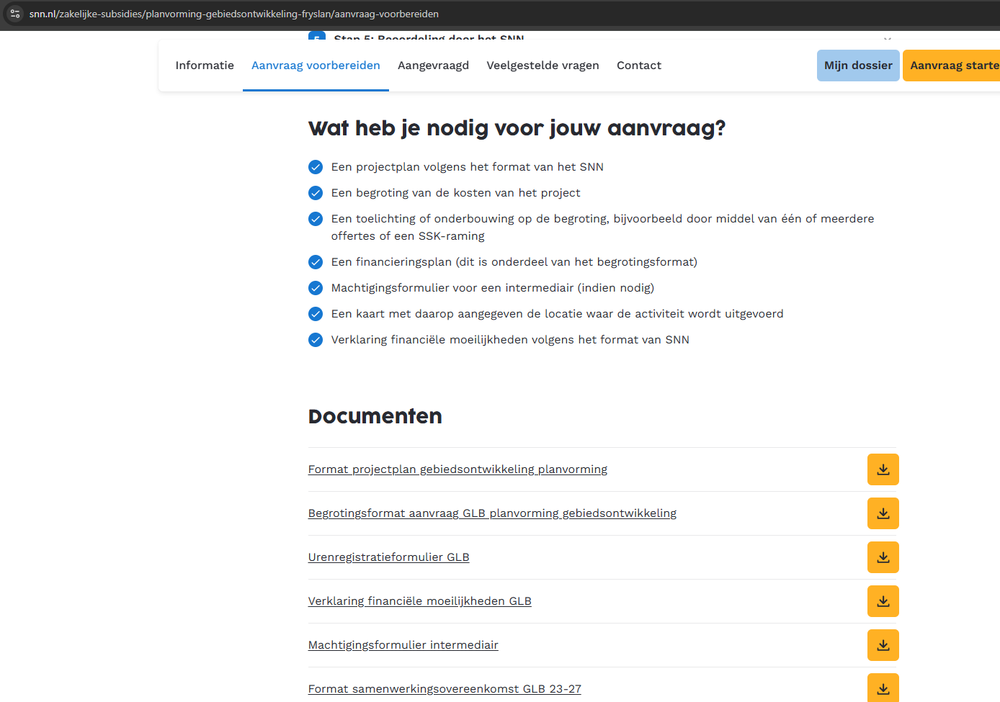 snn.nl/zakelijke-subsidies/planvorming-gebiedsontwikkeling-fryslan/aanvraag-voorbereiden
5 Stap 5: Beoordeling door het SNN
Informatie Aanvraag voorbereiden Aangevraagd Veelgestelde vragen Contact Mijn dossier Aanvraag starte
Wat heb je nodig voor jouw aanvraag?
Een projectplan volgens het format van het SNN
Een begroting van de kosten van het project
Een toelichting of onderbouwing op de begroting, bijvoorbeeld door middel van één of meerdere
offertes of een SSK-raming
Een financieringsplan (dit is onderdeel van het begrotingsformat)
Machtigingsformulier voor een intermediair (indien nodig)
Een kaart met daarop aangegeven de locatie waar de activiteit wordt uitgevoerd
Verklaring financiële moeilijkheden volgens het format van SNN
Documenten
Format projectplan gebiedsontwikkeling planvorming
Begrotingsformat aanvraag GLB planvorming gebiedsontwikkeling
Urenregistratieformulier GLB
Verklaring financiële moeilijkheden GLB
Machtigingsformulier intermediair
Format samenwerkingsovereenkomst GLB 23-27